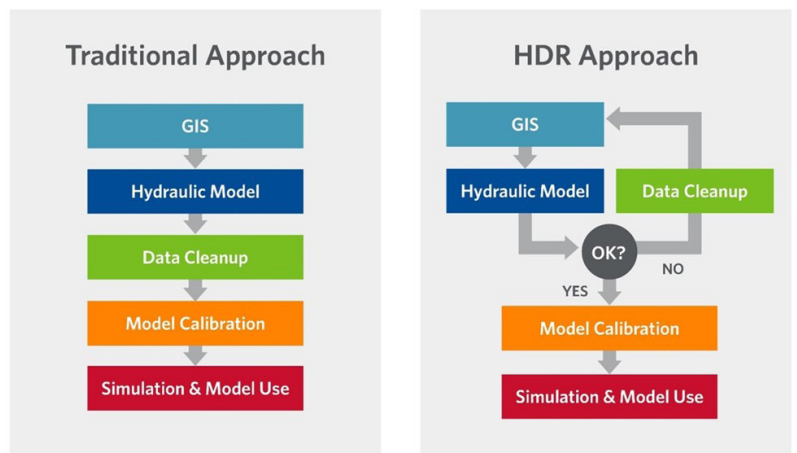 Traditional Approach
GIS
Hydraulic Model
Data Cleanup
Model Calibration
Simulation & Model Use
HDR Approach
GIS
Hydraulic Model
Data Cleanup
OK?
NO
YES
Model Calibration
Simulation & Model Use